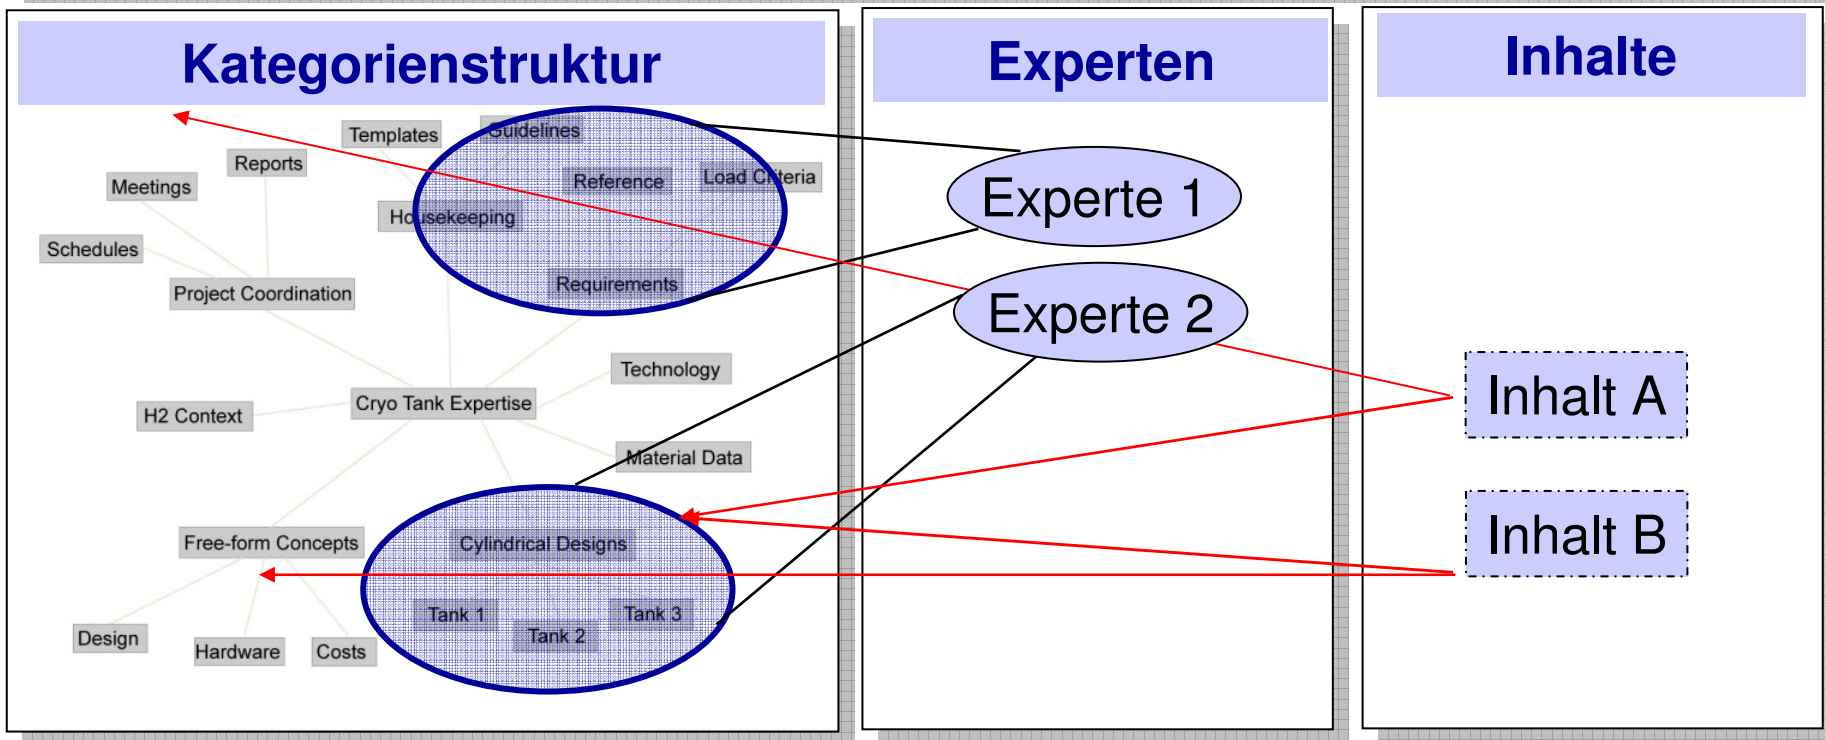 Kategorienstruktur
Experten
Inhalte
Templates
Guidelines
Reports
Reference
Load Criteria
Meetings
Housekeeping
Schedules
Project Coordination
Requirements
Technology
H2 Context
Cryo Tank Expertise
Material Data
Free-form Concepts
Cylindrical Designs
Tank 1
Tank 2
Tank 3
Design
Hardware
Costs
Experte 1
Experte 2
Inhalt A
Inhalt B